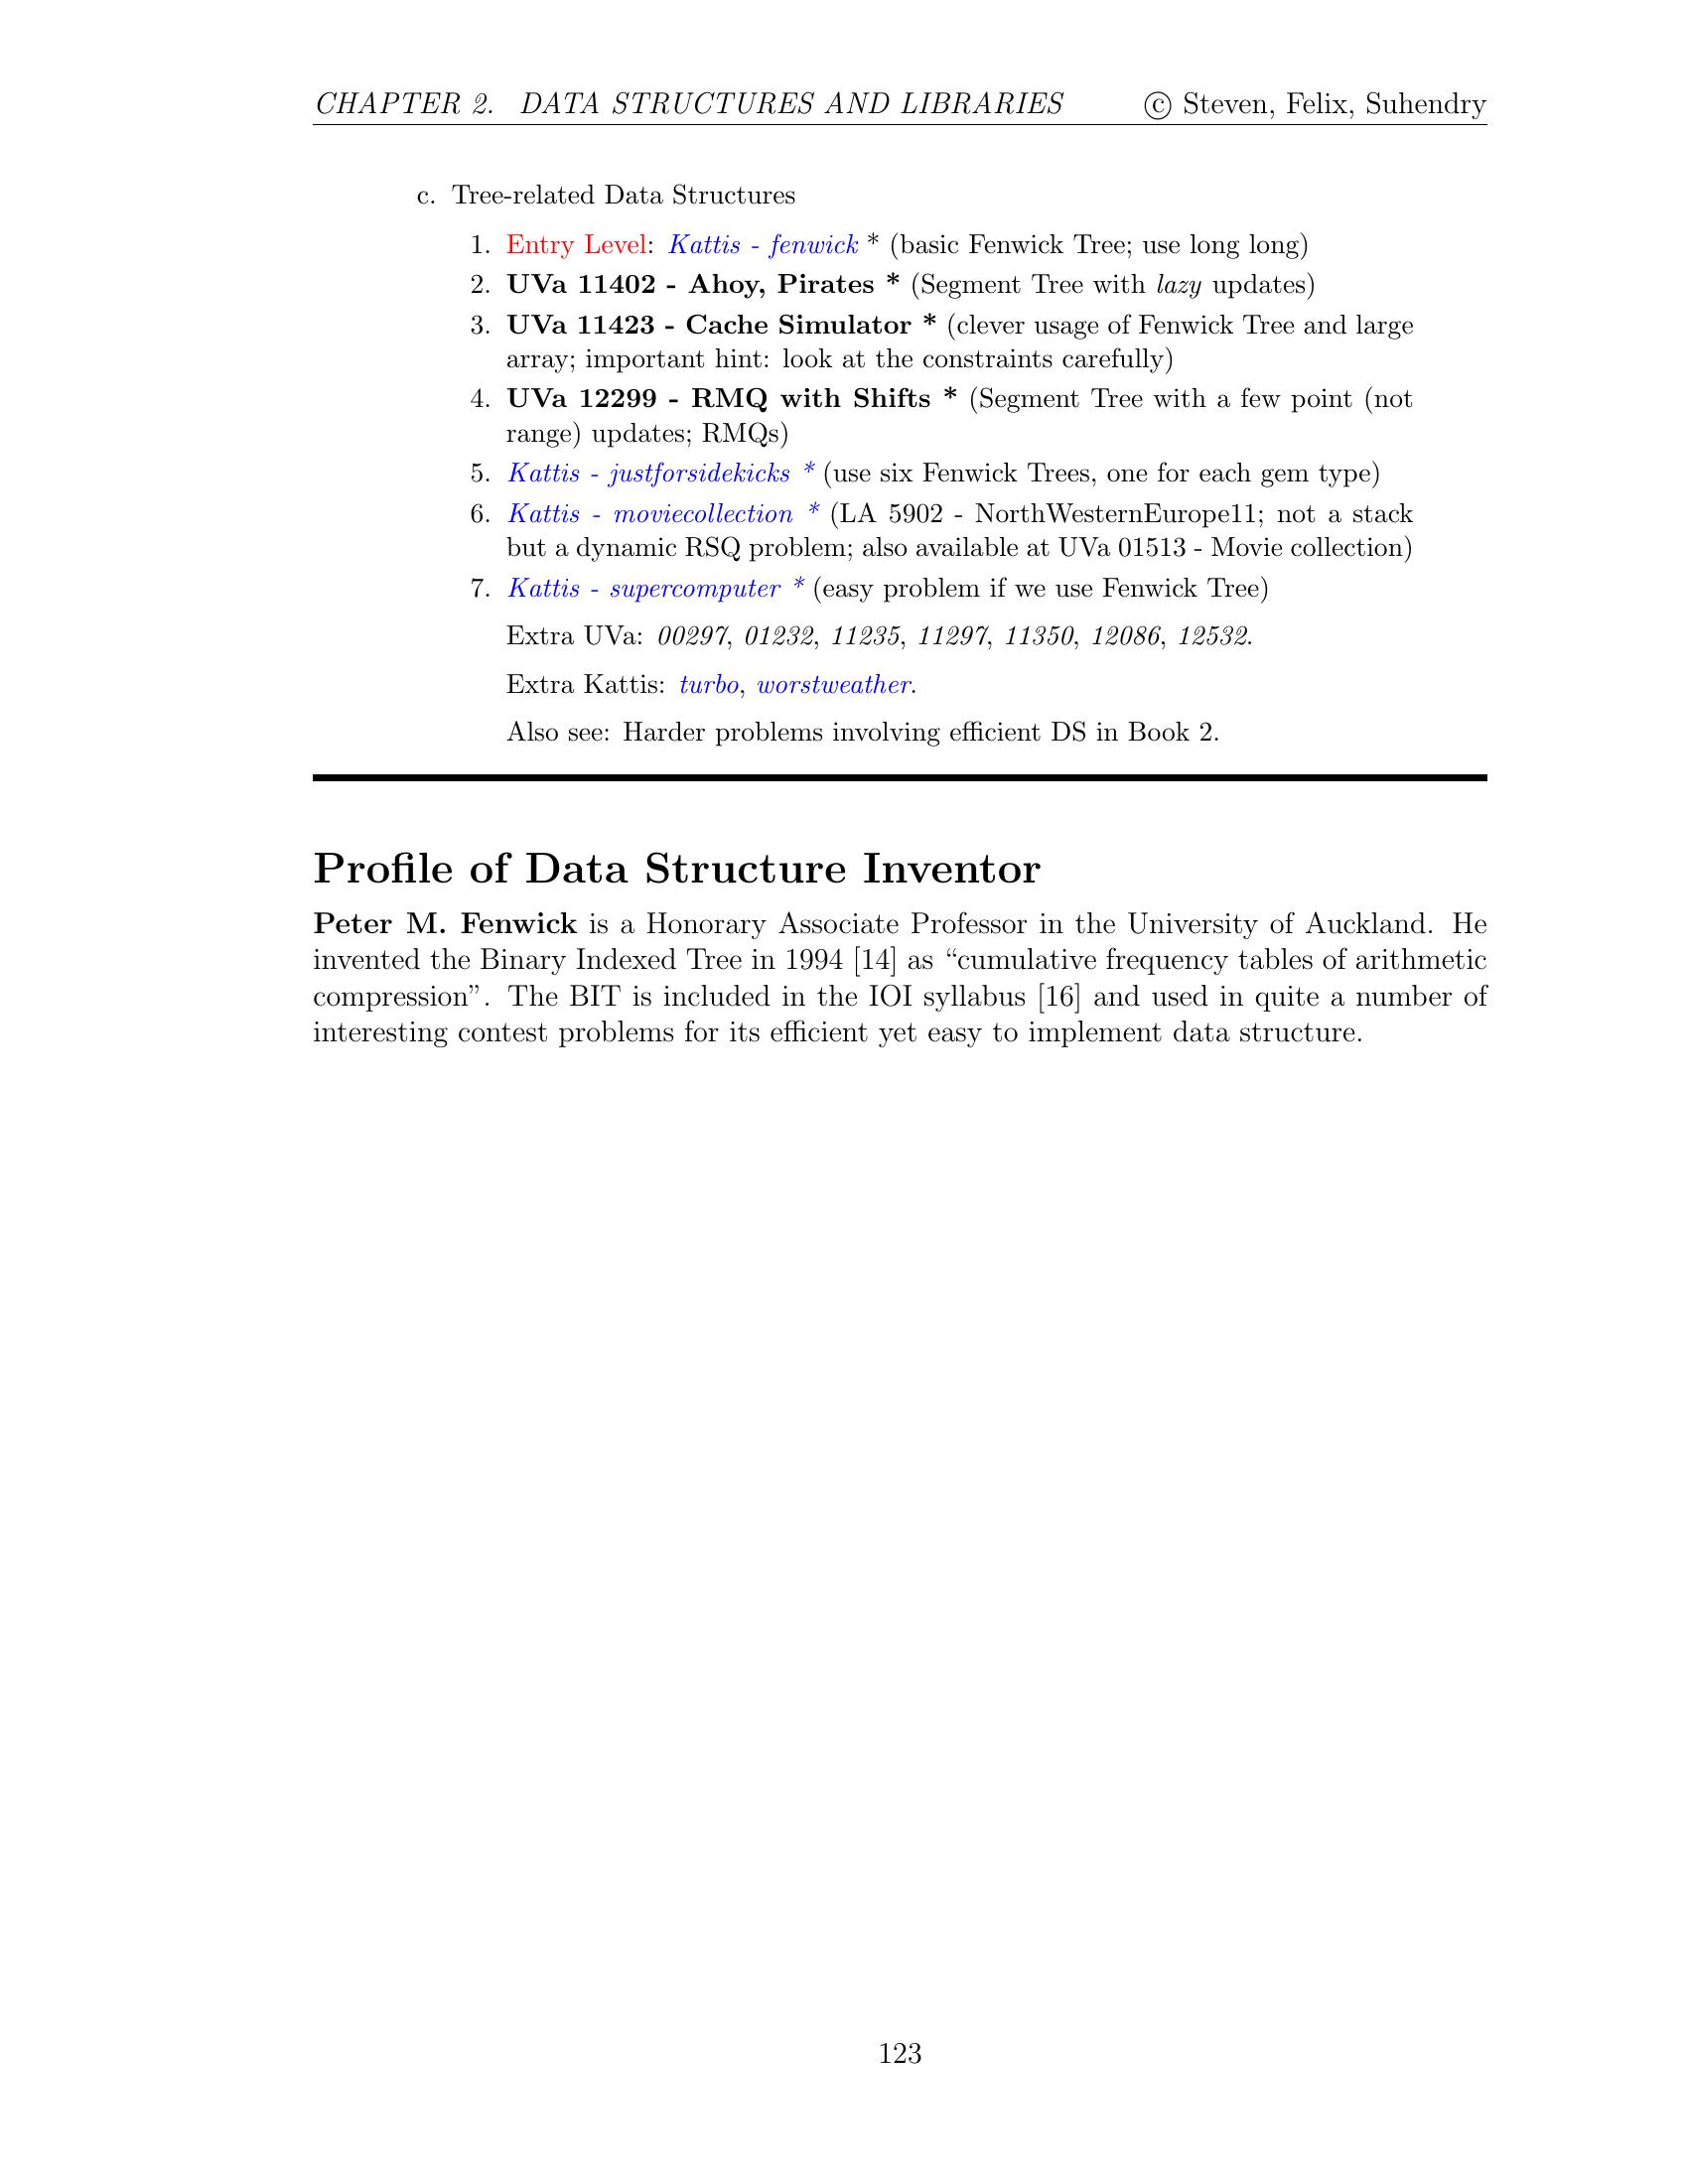 CHAPTER 2. DATA STRUCTURES AND LIBRARIES © Steven, Felix, Suhendry
c. Tree-related Data Structures
1. Entry Level: Kattis - fenwick * (basic Fenwick Tree; use long long)
2. UVa 11402 - Ahoy, Pirates * (Segment Tree with lazy updates)
3. UVa 11423 - Cache Simulator * (clever usage of Fenwick Tree and large
array; important hint: look at the constraints carefully)
4. UVa 12299 - RMQ with Shifts * (Segment Tree with a few point (not
range) updates; RMQs)
5. Kattis - justforsidekicks * (use six Fenwick Trees, one for each gem type)
6. Kattis - moviecollection * (LA 5902 - NorthWesternEurope11; not a stack
but a dynamic RSQ problem; also available at UVa 01513 - Movie collection)
7. Kattis - supercomputer * (easy problem if we use Fenwick Tree)
Extra UVa: 00297, 01232, 11235, 11297, 11350, 12086, 12532.
Extra Kattis: turbo, worstweather.
Also see: Harder problems involving efficient DS in Book 2.
Profile of Data Structure Inventor
Peter M. Fenwick is a Honorary Associate Professor in the University of Auckland. He
invented the Binary Indexed Tree in 1994 [14] as “cumulative frequency tables of arithmetic
compression”. The BIT is included in the IOI syllabus [16] and used in quite a number of
interesting contest problems for its efficient yet easy to implement data structure.
123